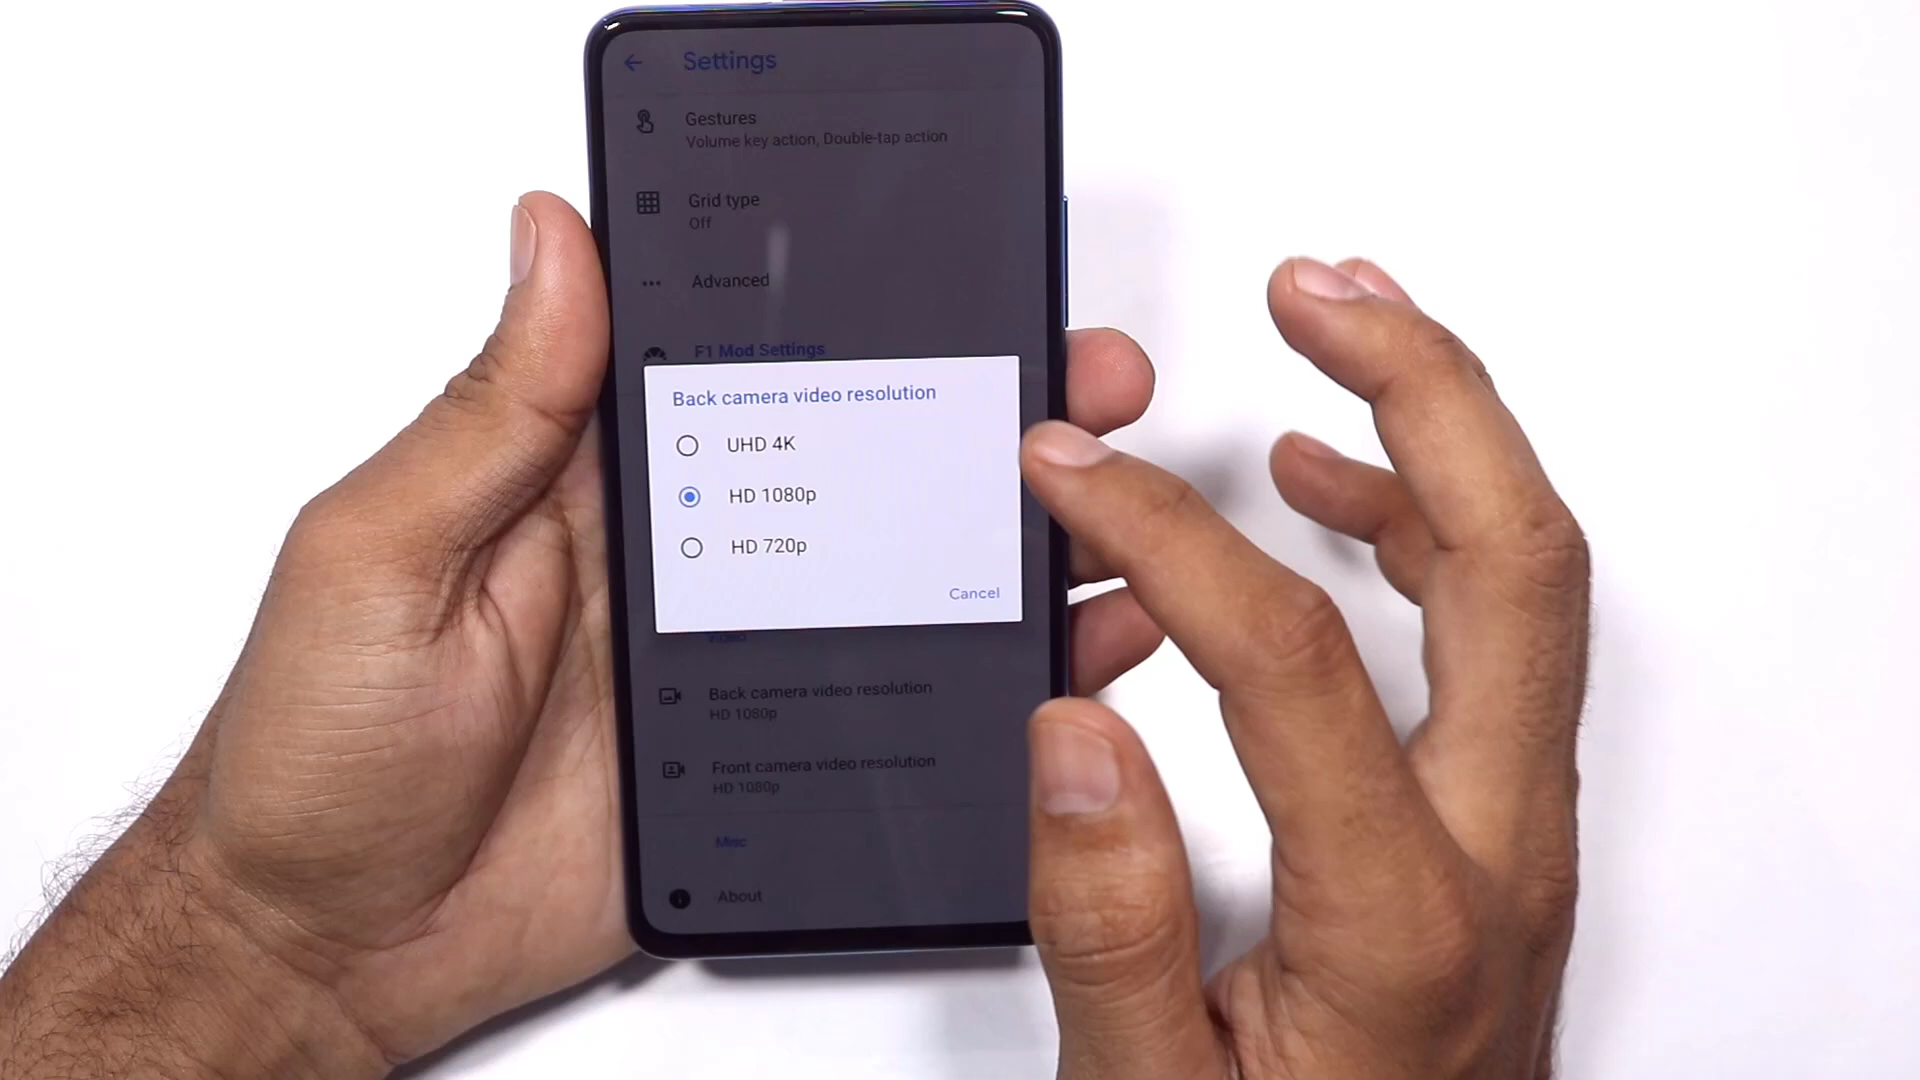 Settings
Gestures
Volume key action, Double-tap action
Grid type
Off
Advanced
F1 Mod Settings
Back camera video resolution
UHD 4K
HD 1080p
HD 720p
Cancel
Video
Back camera video resolution
HD 1080p
Front camera video resolution
HD 1080p
Misc
About